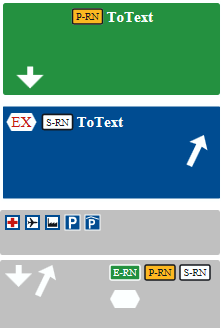 P-RN ToText
EX S-RN ToText
P P
E-RN P-RN S-RN